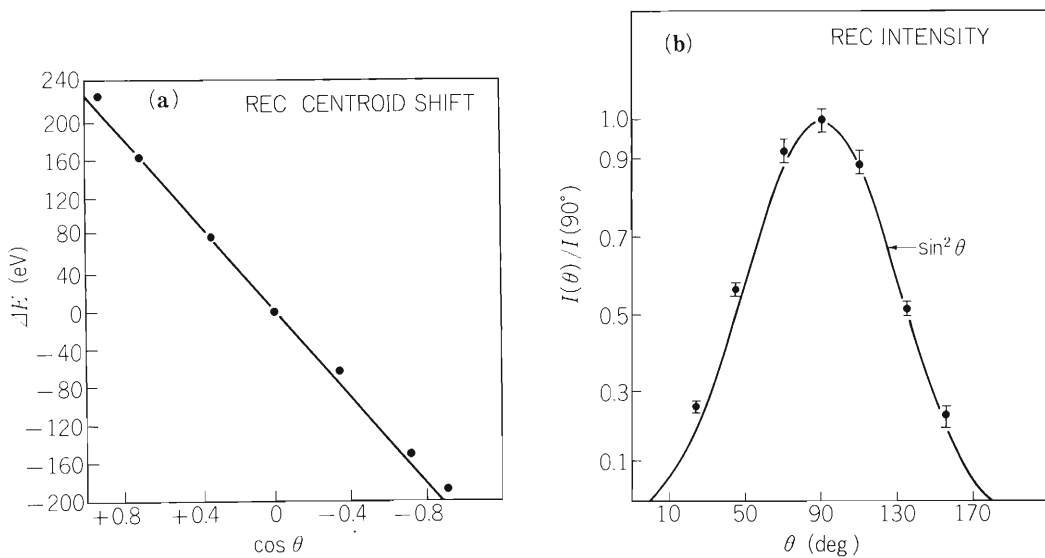 (a) REC CENTROID SHIFT
240
200
160
120
80
40
0
−40
−80
−120
−160
−200
ΔE (eV)
+0.8 +0.4 0 −0.4 −0.8
cos θ
(b) REC INTENSITY
1.0
0.9
0.7
0.5
0.3
0.1
I(θ)/I(90°)
sin²θ
10 50 90 130 170
θ (deg)